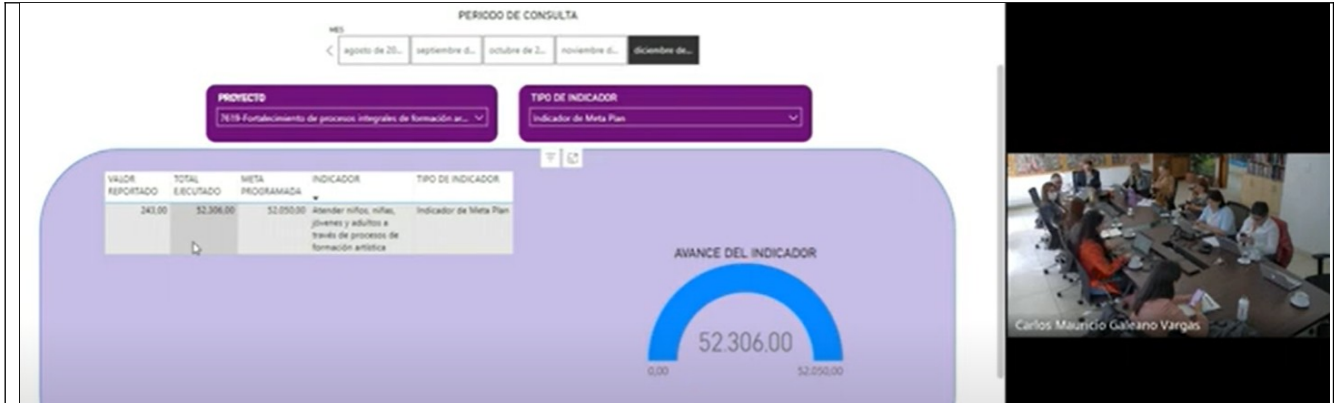 PERIODO DE CONSULTA
MES
agosto de 20...
septiembre d...
octubre de 2...
noviembre d...
diciembre de...
PROYECTO
7619-Fortalecimiento de procesos integrales de formación ar...
TIPO DE INDICADOR
Indicador de Meta Plan
VALOR REPORTADO
TOTAL EJECUTADO
META PROGRAMADA
INDICADOR
TIPO DE INDICADOR
243,00
52.306,00
52.050,00
Atender niños, niñas,
jóvenes y adultos a
través de procesos de
formación artística
Indicador de Meta Plan
AVANCE DEL INDICADOR
52.306,00
0,00
52.050,00
Carlos Mauricio Galeano Vargas